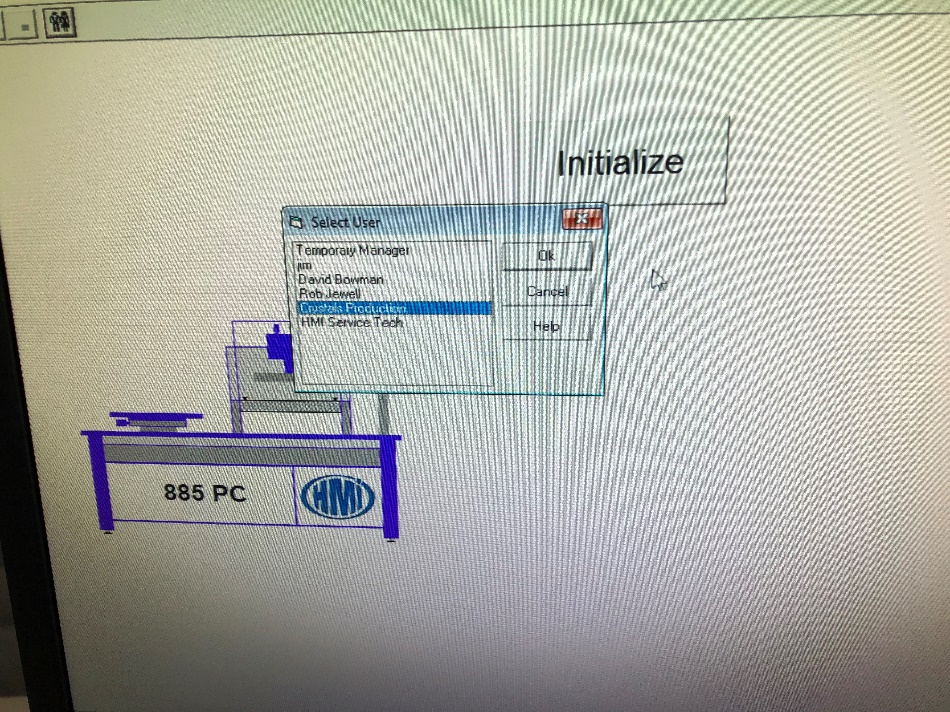 Initialize
Select User
Temporary Manager
jim
David Bowman
Rob Jewell
Crystals Production
HMI Service Tech
Ok
Cancel
Help
885 PC
HMi